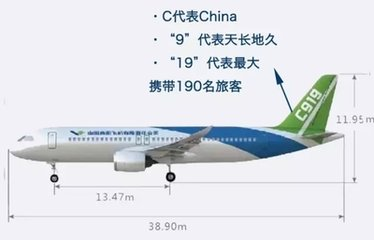 · C代表China
· “9”代表天长地久
· “19”代表最大
携带190名旅客
C919
11.95m
13.47m
38.90m